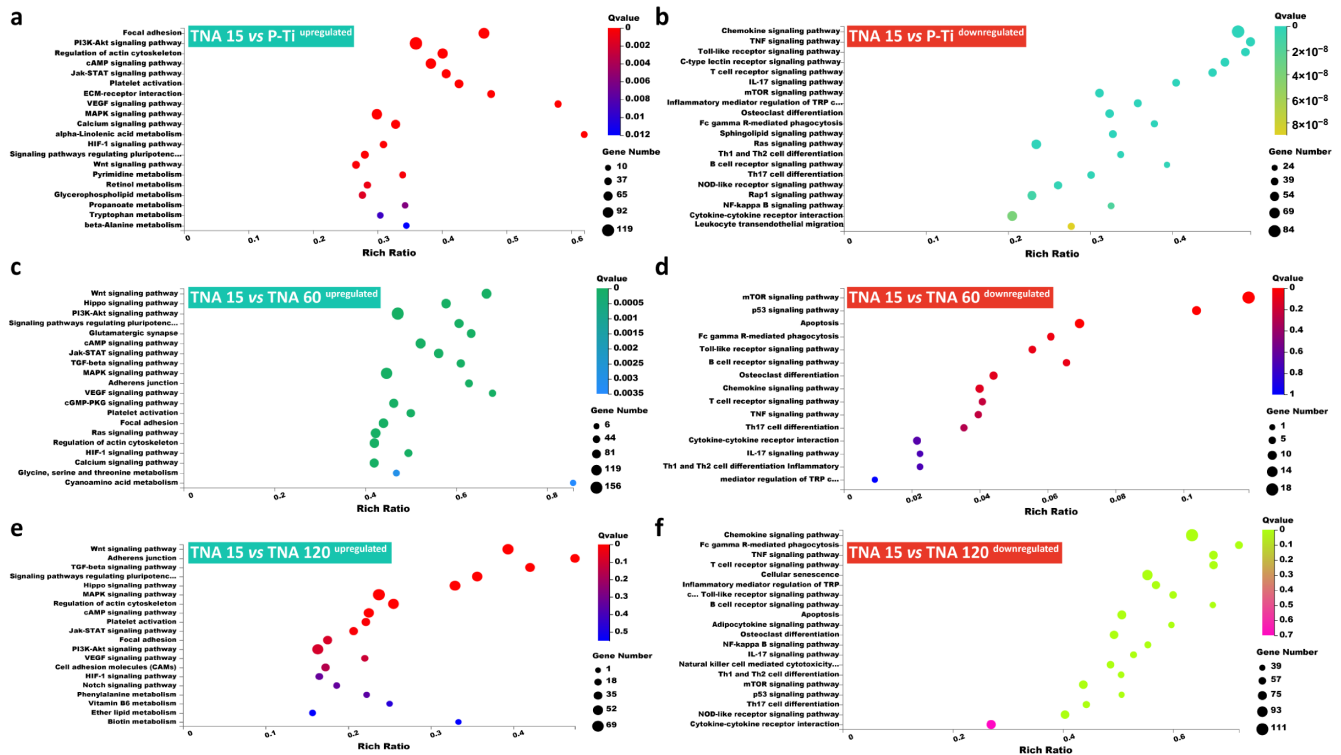 a
TNA 15 vs P-Ti upregulated
Focal adhesion
PI3K-Akt signaling pathway
Regulation of actin cytoskeleton
cAMP signaling pathway
Jak-STAT signaling pathway
Platelet activation
ECM-receptor interaction
VEGF signaling pathway
MAPK signaling pathway
Calcium signaling pathway
alpha-Linolenic acid metabolism
HIF-1 signaling pathway
Signaling pathways regulating pluripotenc...
Wnt signaling pathway
Pyrimidine metabolism
Retinol metabolism
Glycerophospholipid metabolism
Propanoate metabolism
Tryptophan metabolism
beta-Alanine metabolism
0 0.1 0.2 0.3 0.4 0.5 0.6
Rich Ratio
Qvalue
0
0.002
0.004
0.006
0.008
0.01
0.012
Gene Number
10
37
65
92
119
b
TNA 15 vs P-Ti downregulated
Chemokine signaling pathway
TNF signaling pathway
Toll-like receptor signaling pathway
C-type lectin receptor signaling pathway
T cell receptor signaling pathway
IL-17 signaling pathway
mTOR signaling pathway
Inflammatory mediator regulation of TRP c...
Osteoclast differentiation
Fc gamma R-mediated phagocytosis
Sphingolipid signaling pathway
Ras signaling pathway
Th1 and Th2 cell differentiation
B cell receptor signaling pathway
Th17 cell differentiation
NOD-like receptor signaling pathway
Rap1 signaling pathway
NF-kappa B signaling pathway
Cytokine-cytokine receptor interaction
Leukocyte transendothelial migration
0 0.1 0.2 0.3 0.4
Rich Ratio
Qvalue
0
2×10⁻⁸
4×10⁻⁸
6×10⁻⁸
8×10⁻⁸
Gene Number
24
39
54
69
84
c
TNA 15 vs TNA 60 upregulated
Wnt signaling pathway
Hippo signaling pathway
PI3K-Akt signaling pathway
Signaling pathways regulating pluripotenc...
Glutamatergic synapse
cAMP signaling pathway
Jak-STAT signaling pathway
TGF-beta signaling pathway
MAPK signaling pathway
Adherens junction
VEGF signaling pathway
cGMP-PKG signaling pathway
Platelet activation
Focal adhesion
Ras signaling pathway
Regulation of actin cytoskeleton
HIF-1 signaling pathway
Calcium signaling pathway
Glycine, serine and threonine metabolism
Cyanoamino acid metabolism
0 0.2 0.4 0.6 0.8
Rich Ratio
Qvalue
0
0.0005
0.001
0.0015
0.002
0.0025
0.003
0.0035
Gene Number
6
44
81
119
156
d
TNA 15 vs TNA 60 downregulated
mTOR signaling pathway
p53 signaling pathway
Apoptosis
Fc gamma R-mediated phagocytosis
Toll-like receptor signaling pathway
B cell receptor signaling pathway
Osteoclast differentiation
Chemokine signaling pathway
T cell receptor signaling pathway
TNF signaling pathway
Th17 cell differentiation
Cytokine-cytokine receptor interaction
IL-17 signaling pathway
Th1 and Th2 cell differentiation Inflammatory
mediator regulation of TRP c...
0 0.02 0.04 0.06 0.08 0.1
Rich Ratio
Qvalue
0
0.2
0.4
0.6
0.8
1
Gene Number
1
5
10
14
18
e
TNA 15 vs TNA 120 upregulated
Wnt signaling pathway
Adherens junction
TGF-beta signaling pathway
Signaling pathways regulating pluripotenc...
Hippo signaling pathway
MAPK signaling pathway
Regulation of actin cytoskeleton
cAMP signaling pathway
Platelet activation
Jak-STAT signaling pathway
Focal adhesion
PI3K-Akt signaling pathway
VEGF signaling pathway
Cell adhesion molecules (CAMs)
HIF-1 signaling pathway
Notch signaling pathway
Phenylalanine metabolism
Vitamin B6 metabolism
Ether lipid metabolism
Biotin metabolism
0 0.1 0.2 0.3 0.4
Rich Ratio
Qvalue
0
0.1
0.2
0.3
0.4
0.5
Gene Number
1
18
35
52
69
f
TNA 15 vs TNA 120 downregulated
Chemokine signaling pathway
Fc gamma R-mediated phagocytosis
TNF signaling pathway
T cell receptor signaling pathway
Cellular senescence
Inflammatory mediator regulation of TRP
c... Toll-like receptor signaling pathway
B cell receptor signaling pathway
Apoptosis
Adipocytokine signaling pathway
Osteoclast differentiation
NF-kappa B signaling pathway
IL-17 signaling pathway
Natural killer cell mediated cytotoxicity...
Th1 and Th2 cell differentiation
mTOR signaling pathway
p53 signaling pathway
Th17 cell differentiation
NOD-like receptor signaling pathway
Cytokine-cytokine receptor interaction
0 0.2 0.4 0.6
Rich Ratio
Qvalue
0
0.1
0.2
0.3
0.4
0.5
0.6
0.7
Gene Number
39
57
75
93
111